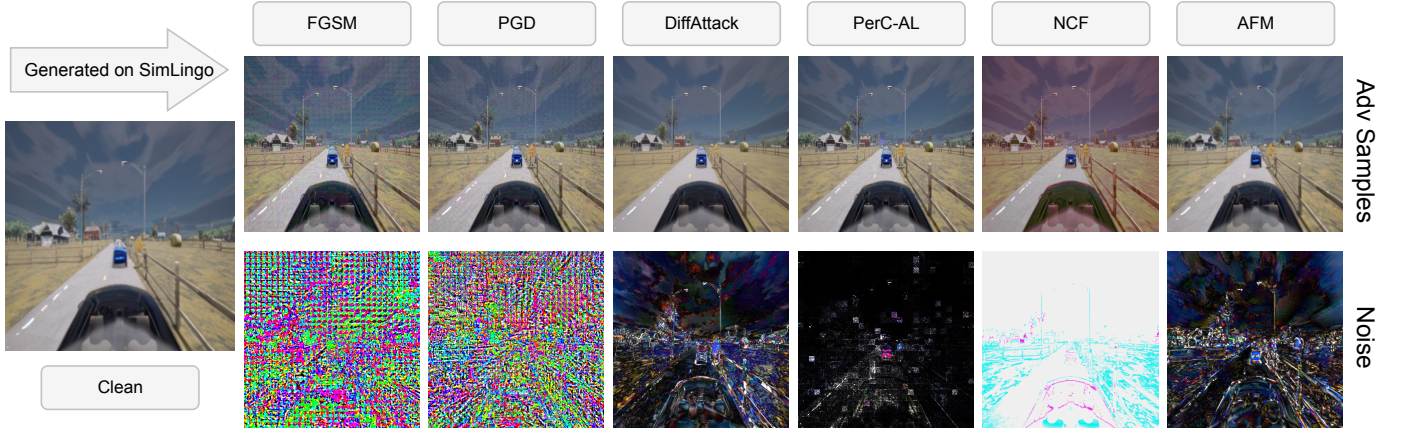 FGSM
PGD
DiffAttack
PerC-AL
NCF
AFM
Generated on SimLingo
Adv Samples
Clean
Noise